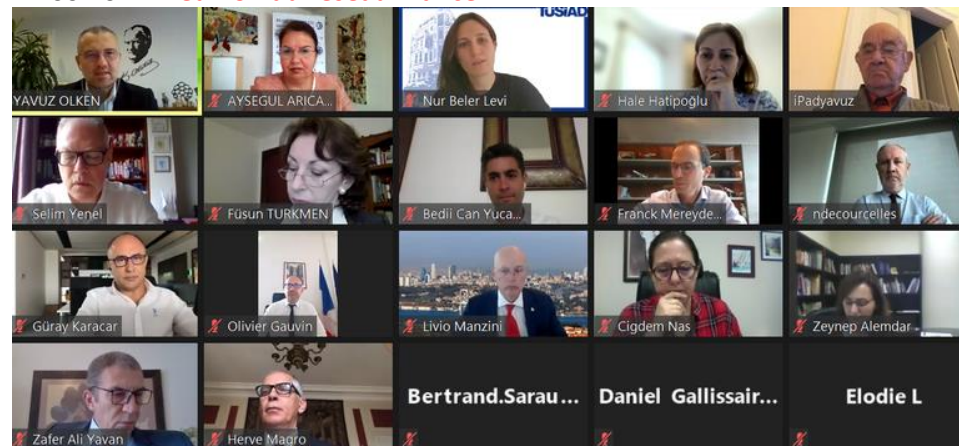 TÜSİAD
YAVUZ OLKEN
AYSEGUL ARICA...
Nur Beler Levi
Hale Hatipoğlu
iPadyavuz
Selim Yenel
Füsun TURKMEN
Bedii Can Yuca...
Franck Mereyde...
ndecourcelles
Güray Karacar
Olivier Gauvin
Livio Manzini
Cigdem Nas
Zeynep Alemdar
Zafer Ali Yavan
Herve Magro
Bertrand.Sarau...
Daniel Gallissair...
Elodie L